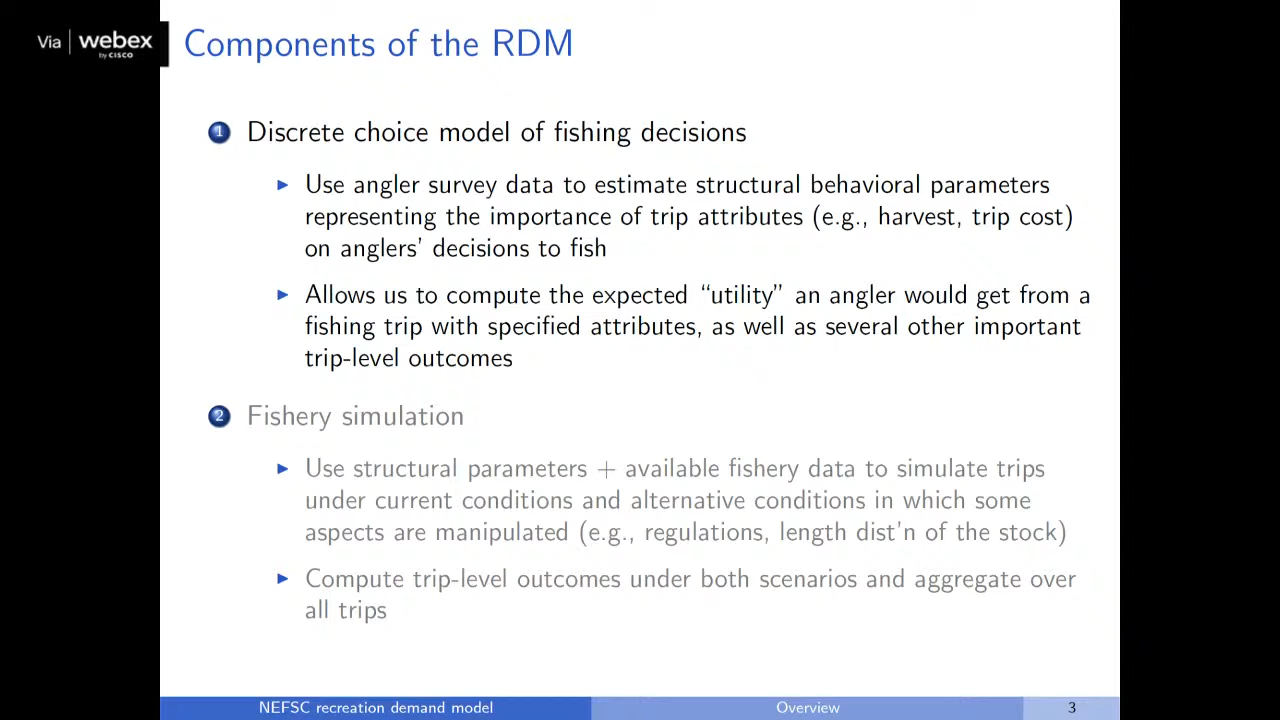 Via webex
by CISCO
Components of the RDM
1 Discrete choice model of fishing decisions
Use angler survey data to estimate structural behavioral parameters
representing the importance of trip attributes (e.g., harvest, trip cost)
on anglers’ decisions to fish
Allows us to compute the expected “utility” an angler would get from a
fishing trip with specified attributes, as well as several other important
trip-level outcomes
2 Fishery simulation
Use structural parameters + available fishery data to simulate trips
under current conditions and alternative conditions in which some
aspects are manipulated (e.g., regulations, length dist’n of the stock)
Compute trip-level outcomes under both scenarios and aggregate over
all trips
NEFSC recreation demand model Overview 3